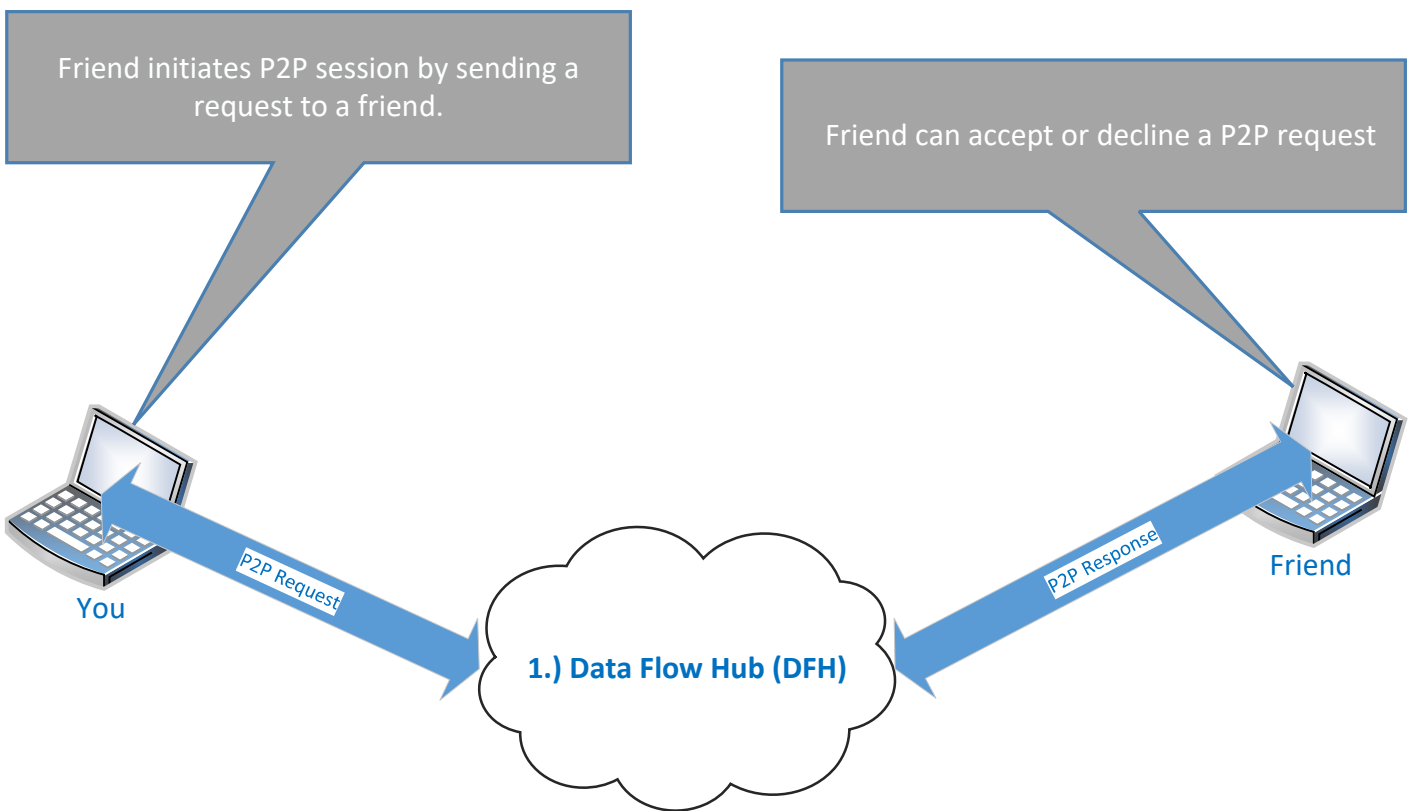 Friend initiates P2P session by sending a
request to a friend.
Friend can accept or decline a P2P request
P2P Request
P2P Response
You
Friend
1.) Data Flow Hub (DFH)